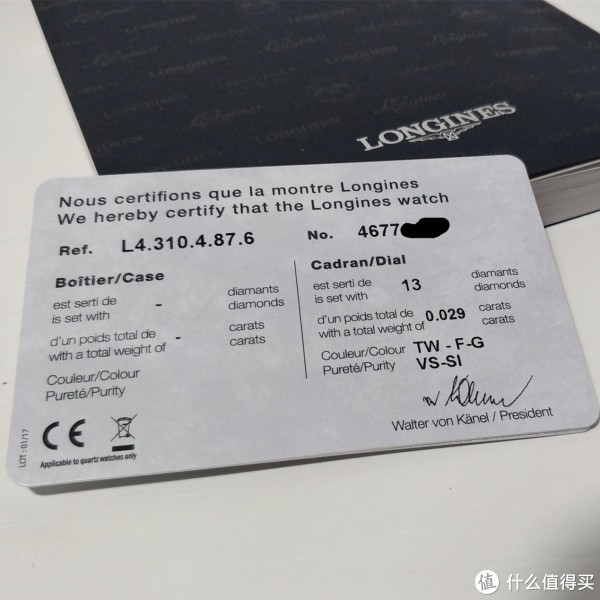 LONGINES
Nous certifions que la montre Longines
We hereby certify that the Longines watch
Ref. L4.310.4.87.6 No. 4677
Boîtier/Case
est serti de
is set with - diamants
diamonds
d'un poids total de
with a total weight of - carats
carats
Couleur/Colour
Pureté/Purity
Cadran/Dial
est serti de
is set with 13 diamants
diamonds
d'un poids total de
with a total weight of 0.029 carats
carats
Couleur/Colour TW - F-G
Pureté/Purity VS-SI
Walter von Känel / President
CE
Applicable to quartz watches only
LOT : 01/17
值 什么值得买